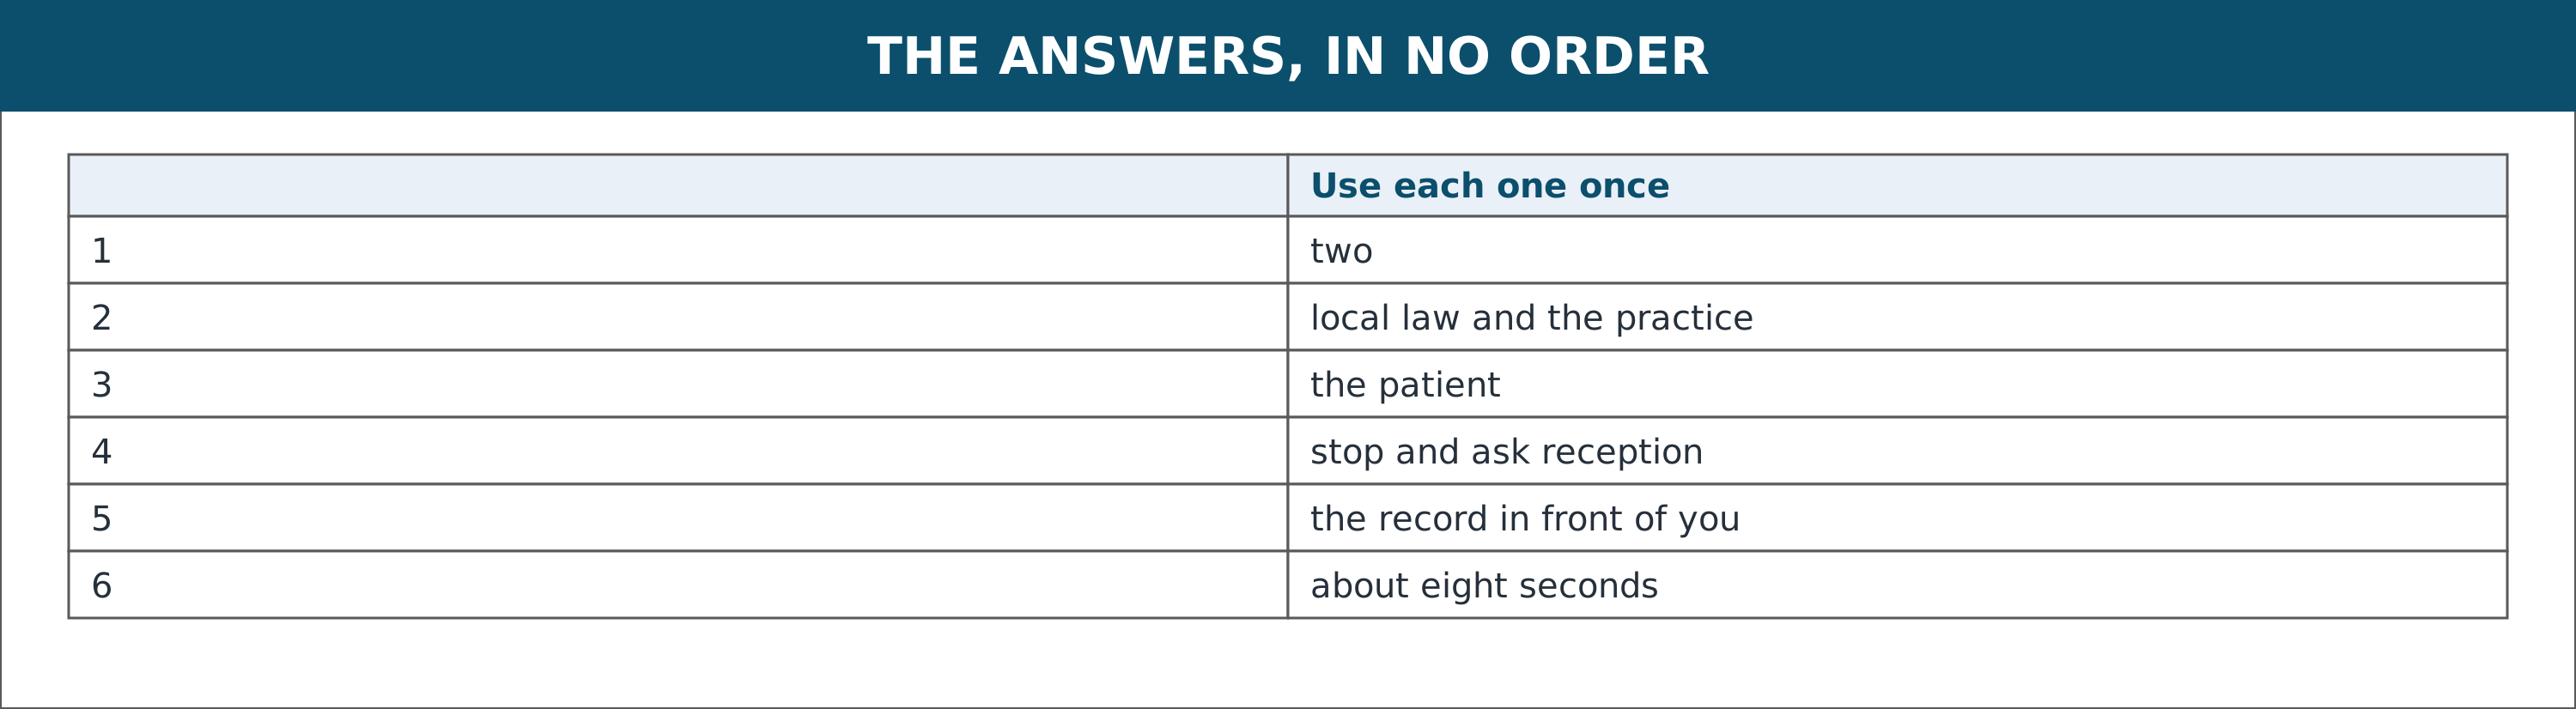 THE ANSWERS, IN NO ORDER
Use each one once
1 two
2 local law and the practice
3 the patient
4 stop and ask reception
5 the record in front of you
6 about eight seconds